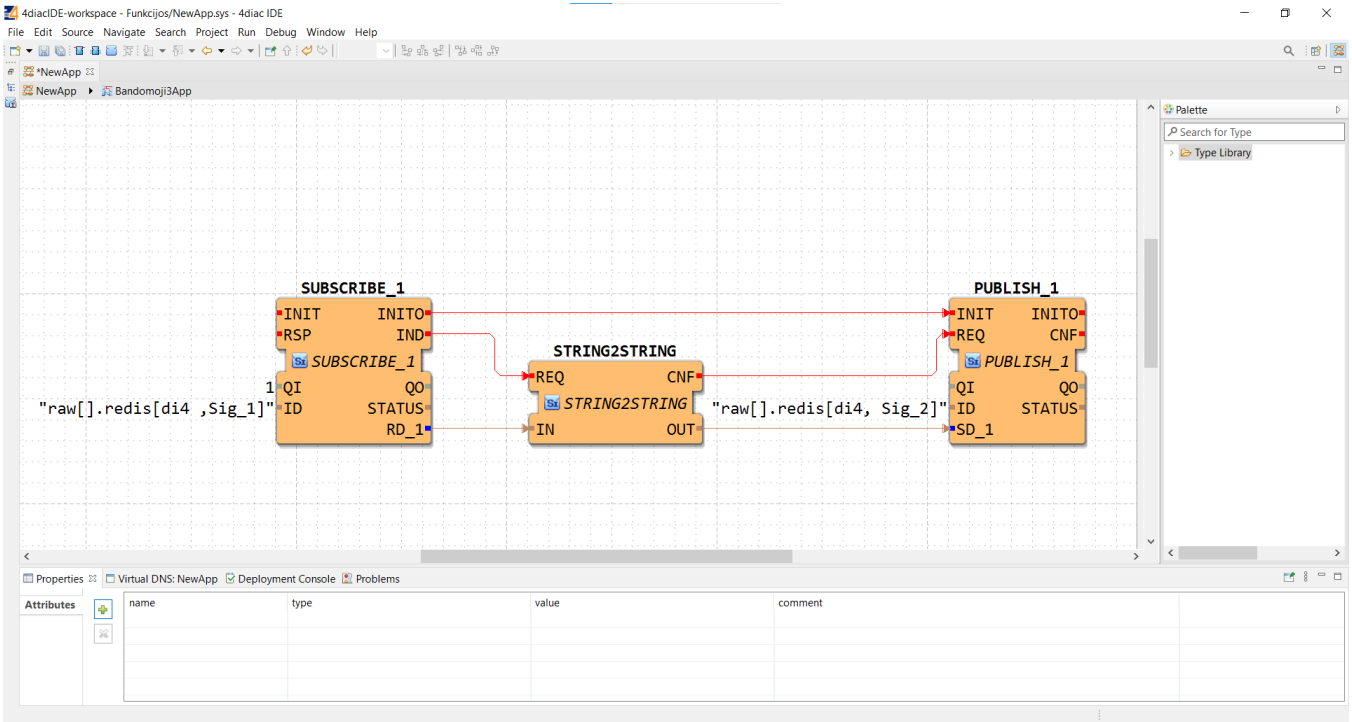 4diacIDE-workspace - Funkcijos/NewApp.sys - 4diac IDE
File Edit Source Navigate Search Project Run Debug Window Help
*NewApp
NewApp Bandomoji3App
Palette
Search for Type
Type Library
SUBSCRIBE_1
INIT INITO
RSP IND
SI SUBSCRIBE_1
1 QI QO
"raw[].redis[di4 ,Sig_1]" ID STATUS
RD_1
STRING2STRING
REQ CNF
SI STRING2STRING
IN OUT
PUBLISH_1
INIT INITO
REQ CNF
SI PUBLISH_1
QI QO
"raw[].redis[di4, Sig_2]" ID STATUS
SD_1
Properties Virtual DNS: NewApp Deployment Console Problems
Attributes
name type value comment